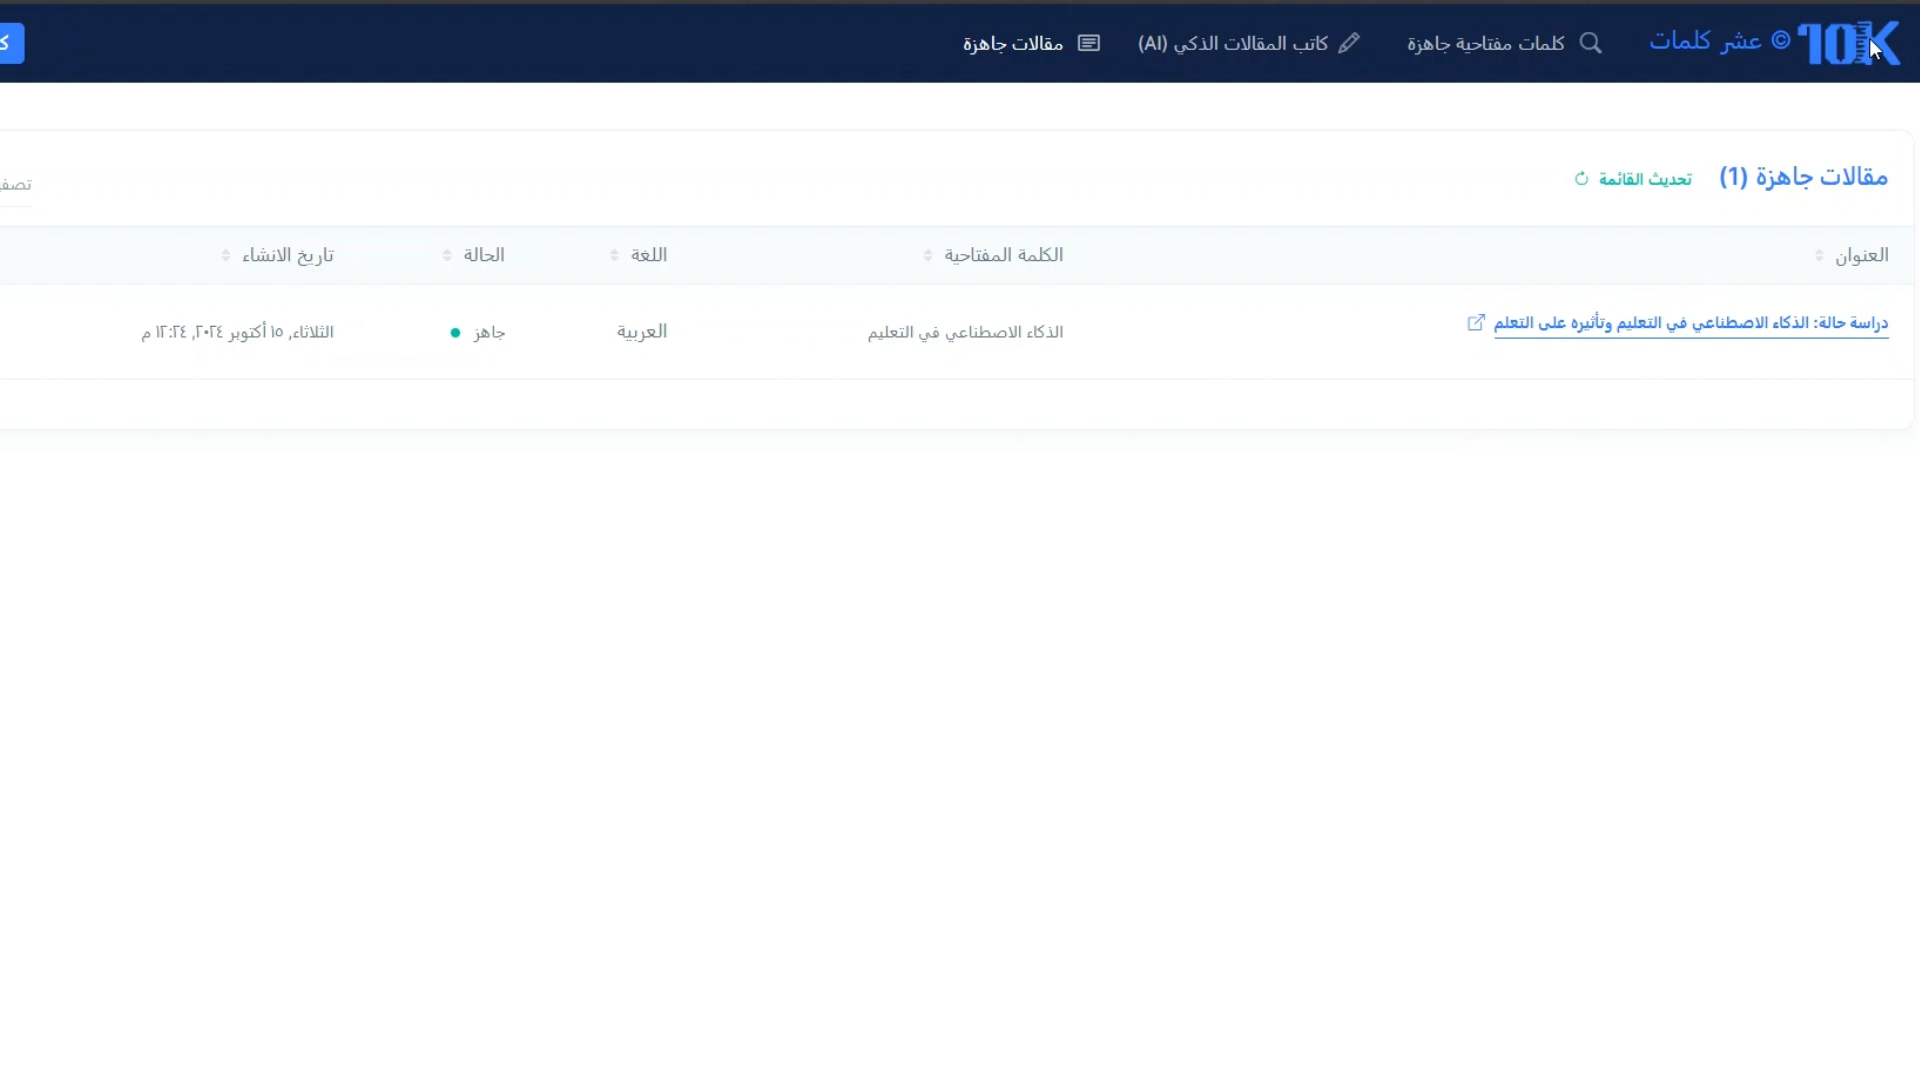 10K © عشر كلمات
كلمات مفتاحية جاهزة
كاتب المقالات الذكي (AI)
مقالات جاهزة
مقالات جاهزة (1)
تحديث القائمة
العنوان
الكلمة المفتاحية
اللغة
الحالة
تاريخ الانشاء
دراسة حالة: الذكاء الاصطناعي في التعليم وتأثيره على التعلم
الذكاء الاصطناعي في التعليم
العربية
جاهز
الثلاثاء, ١٥ أكتوبر ٢٠٢٤, ١٢:٢٤ م